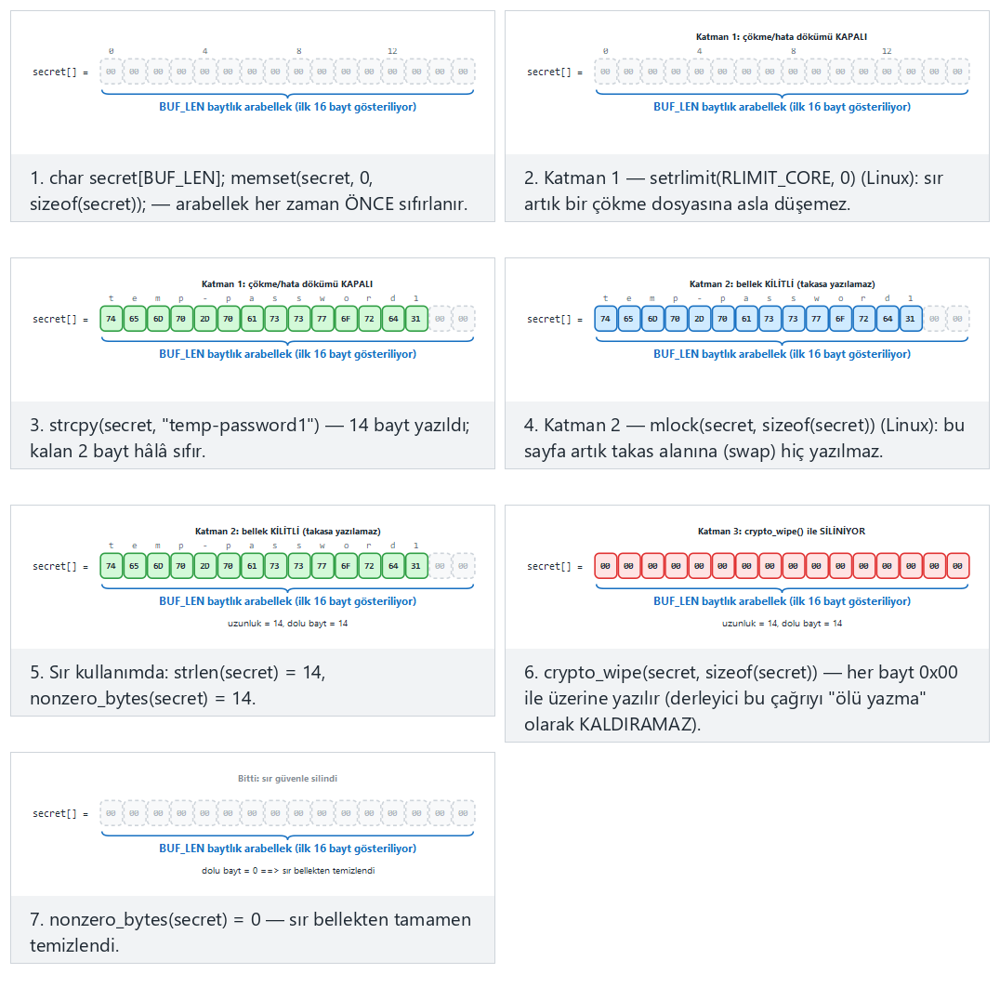 0 4 8 12
secret[] = 00 00 00 00 00 00 00 00 00 00 00 00 00 00 00 00
BUF_LEN baytlık arabellek (ilk 16 bayt gösteriliyor)
1. char secret[BUF_LEN]; memset(secret, 0,
sizeof(secret)); — arabellek her zaman ÖNCE sıfırlanır.
Katman 1: çökme/hata dökümü KAPALI
0 4 8 12
secret[] = 00 00 00 00 00 00 00 00 00 00 00 00 00 00 00 00
BUF_LEN baytlık arabellek (ilk 16 bayt gösteriliyor)
2. Katman 1 — setrlimit(RLIMIT_CORE, 0) (Linux): sır
artık bir çökme dosyasına asla düşemez.
Katman 1: çökme/hata dökümü KAPALI
t e m p - p a s s w o r d 1
secret[] = 74 65 6D 70 2D 70 61 73 73 77 6F 72 64 31 00 00
BUF_LEN baytlık arabellek (ilk 16 bayt gösteriliyor)
3. strcpy(secret, "temp-password1") — 14 bayt yazıldı;
kalan 2 bayt hâlâ sıfır.
Katman 2: bellek KİLİTLİ (takasa yazılamaz)
t e m p - p a s s w o r d 1
secret[] = 74 65 6D 70 2D 70 61 73 73 77 6F 72 64 31 00 00
BUF_LEN baytlık arabellek (ilk 16 bayt gösteriliyor)
4. Katman 2 — mlock(secret, sizeof(secret)) (Linux): bu
sayfa artık takas alanına (swap) hiç yazılmaz.
Katman 2: bellek KİLİTLİ (takasa yazılamaz)
t e m p - p a s s w o r d 1
secret[] = 74 65 6D 70 2D 70 61 73 73 77 6F 72 64 31 00 00
BUF_LEN baytlık arabellek (ilk 16 bayt gösteriliyor)
uzunluk = 14, dolu bayt = 14
5. Sır kullanımda: strlen(secret) = 14,
nonzero_bytes(secret) = 14.
Katman 3: crypto_wipe() ile SİLİNİYOR
secret[] = 00 00 00 00 00 00 00 00 00 00 00 00 00 00 00 00
BUF_LEN baytlık arabellek (ilk 16 bayt gösteriliyor)
uzunluk = 14, dolu bayt = 14
6. crypto_wipe(secret, sizeof(secret)) — her bayt 0x00
ile üzerine yazılır (derleyici bu çağrıyı "ölü yazma"
olarak KALDIRAMAZ).
Bitti: sır güvenle silindi
secret[] = 00 00 00 00 00 00 00 00 00 00 00 00 00 00 00 00
BUF_LEN baytlık arabellek (ilk 16 bayt gösteriliyor)
dolu bayt = 0 ==> sır bellekten temizlendi
7. nonzero_bytes(secret) = 0 — sır bellekten tamamen
temizlendi.